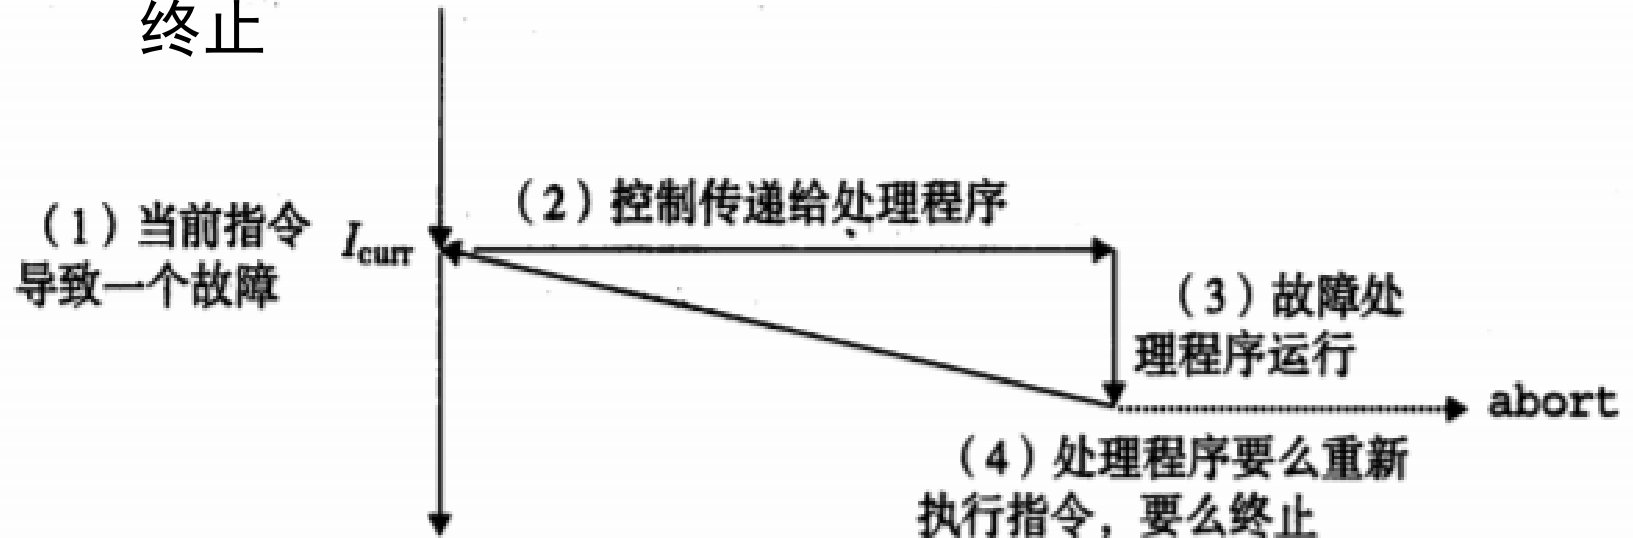 终止
(2)控制传递给处理程序
(1)当前指令
导致一个故障
Icurr
(3)故障处
理程序运行
abort
(4)处理程序要么重新
执行指令，要么终止